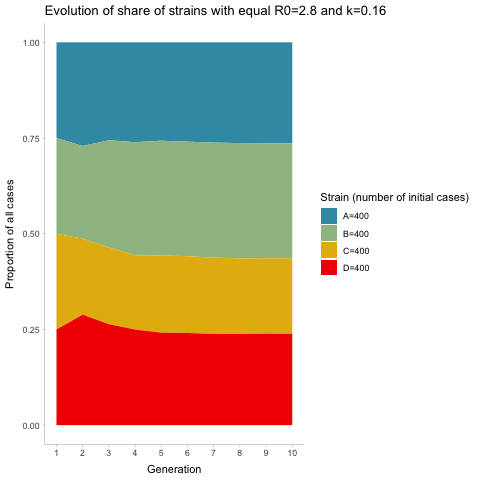 Evolution of share of strains with equal R0=2.8 and k=0.16
Proportion of all cases
1.00
0.75
0.50
0.25
0.00
1 2 3 4 5 6 7 8 9 10
Generation
Strain (number of initial cases)
A=400
B=400
C=400
D=400